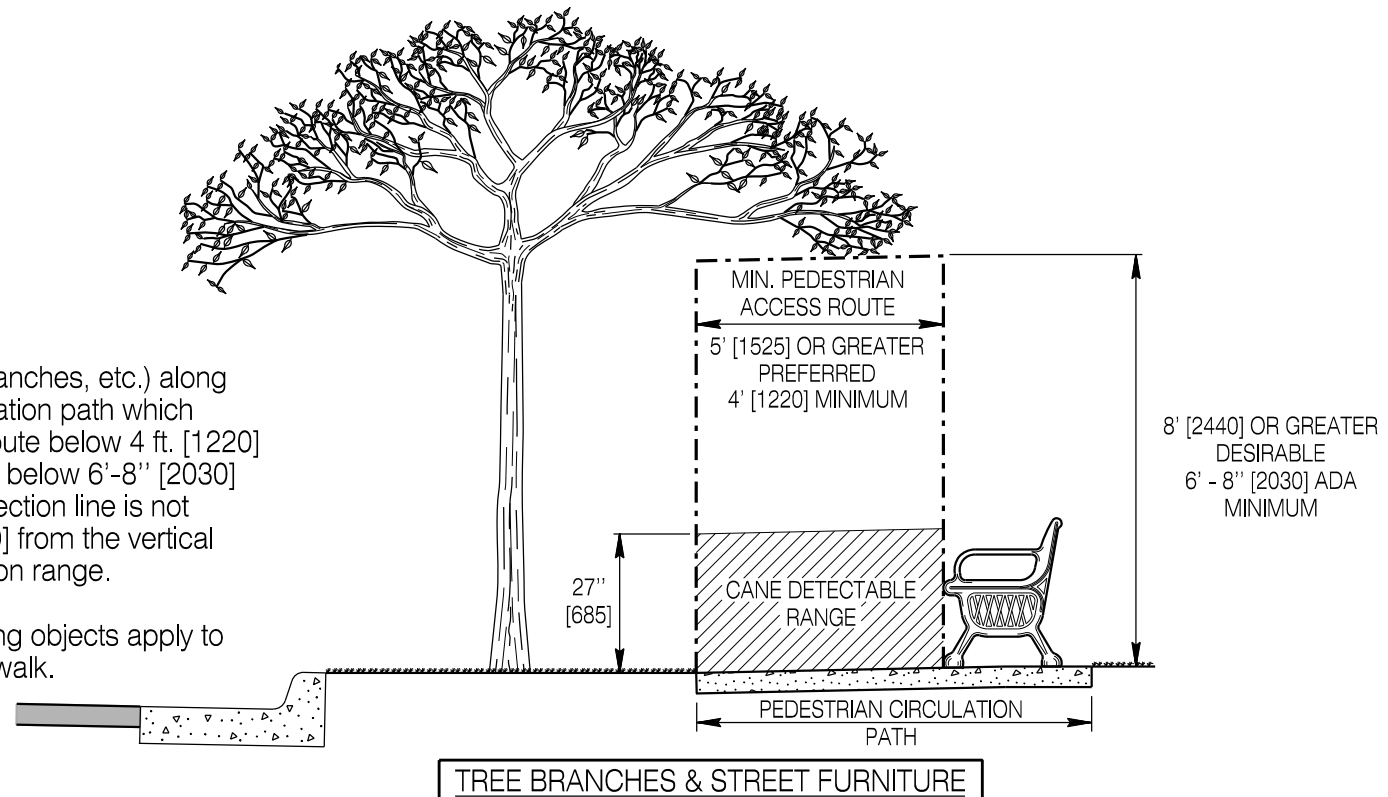 MIN. PEDESTRIAN
ACCESS ROUTE
5' [1525] OR GREATER
PREFERRED
4' [1220] MINIMUM
8' [2440] OR GREATER
DESIRABLE
6' - 8'' [2030] ADA
MINIMUM
anches, etc.) along
ation path which
oute below 4 ft. [1220]
below 6'-8'' [2030]
ection line is not
] from the vertical
on range.
ng objects apply to
walk.
27''
[685]
CANE DETECTABLE
RANGE
PEDESTRIAN CIRCULATION
PATH
TREE BRANCHES & STREET FURNITURE